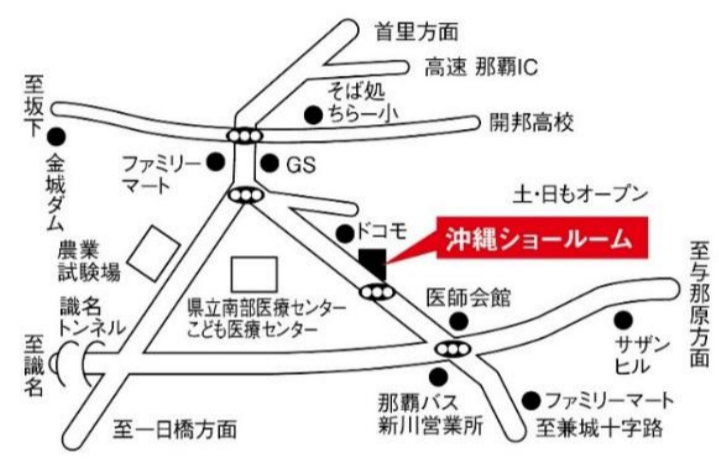 首里方面
高速 那覇IC
至坂下
そば処
ちらー小
開邦高校
金城ダム
ファミリー
マート
GS
土・日もオープン
ドコモ
沖縄ショールーム
農業
試験場
至与那原方面
県立南部医療センター
こども医療センター
医師会館
識名
トンネル
至識名
サザン
ヒル
那覇バス
新川営業所
ファミリーマート
至兼城十字路
至一日橋方面